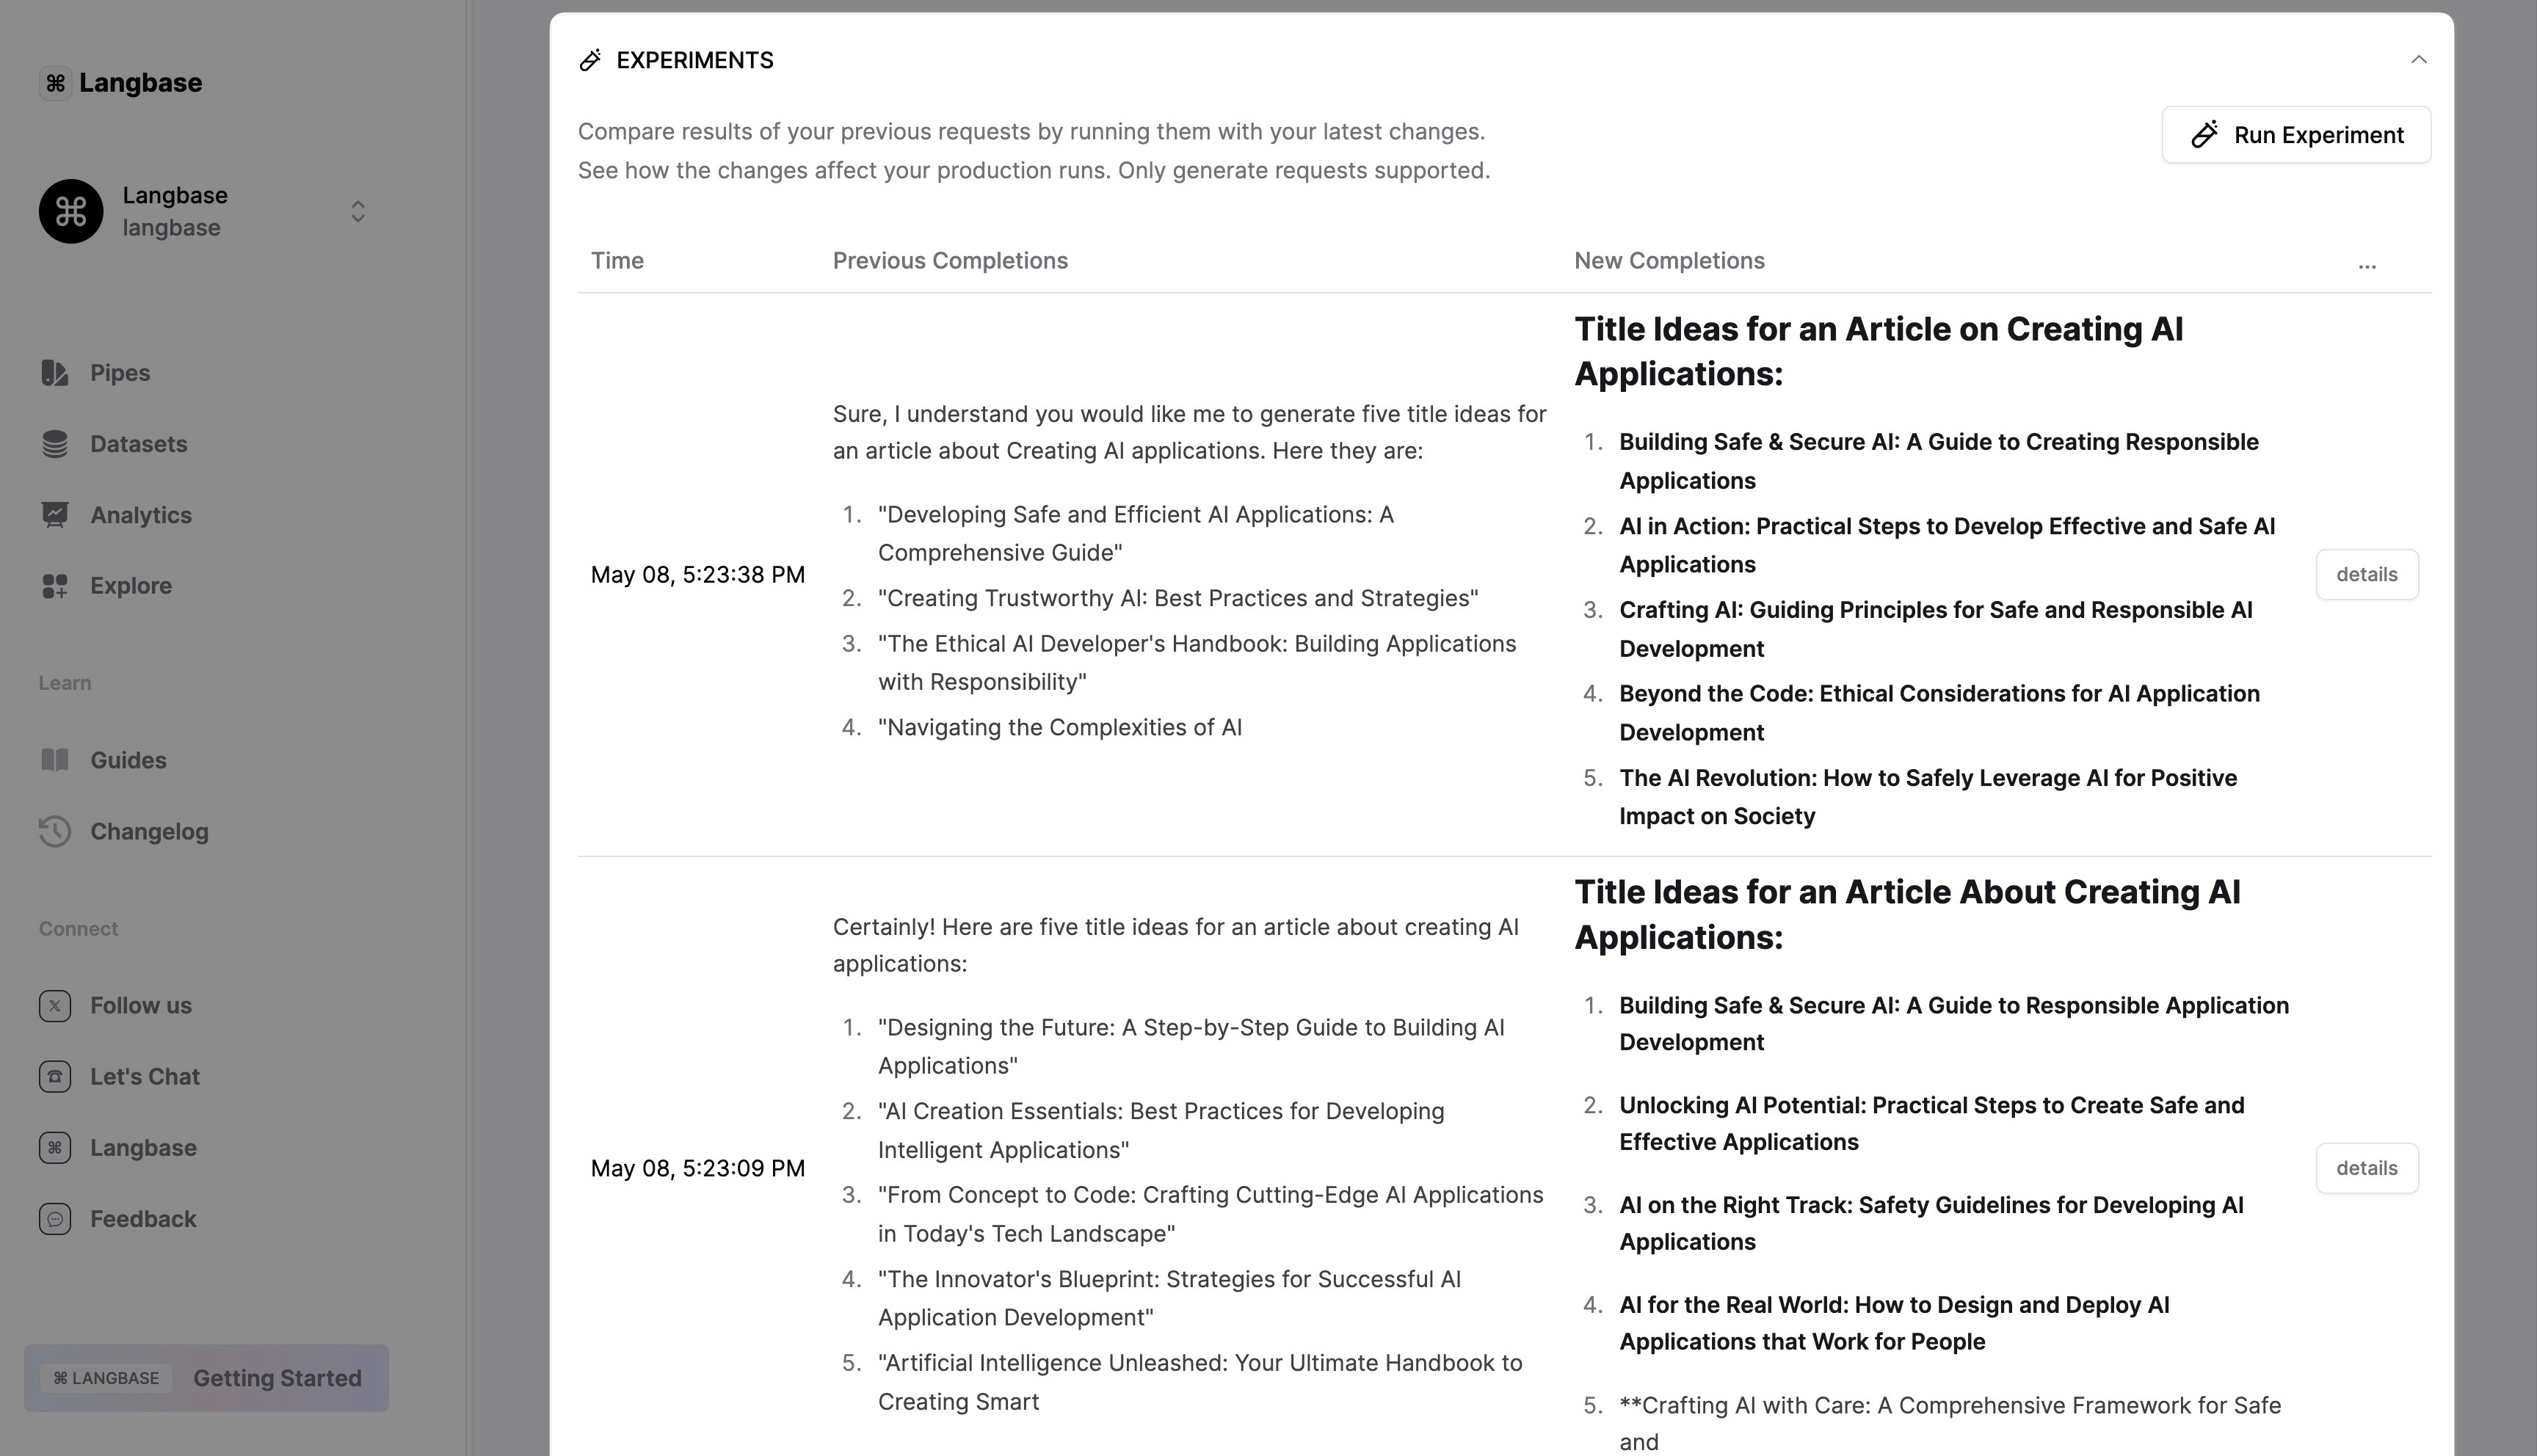 Langbase
Langbase
langbase
Pipes
Datasets
Analytics
Explore
Learn
Guides
Changelog
Connect
Follow us
Let's Chat
Langbase
Feedback
⌘ LANGBASE Getting Started
EXPERIMENTS
Compare results of your previous requests by running them with your latest changes.
See how the changes affect your production runs. Only generate requests supported.
Run Experiment
Time Previous Completions New Completions ...
May 08, 5:23:38 PM
Sure, I understand you would like me to generate five title ideas for
an article about Creating AI applications. Here they are:
1. "Developing Safe and Efficient AI Applications: A
Comprehensive Guide"
2. "Creating Trustworthy AI: Best Practices and Strategies"
3. "The Ethical AI Developer's Handbook: Building Applications
with Responsibility"
4. "Navigating the Complexities of AI
Title Ideas for an Article on Creating AI
Applications:
1. Building Safe & Secure AI: A Guide to Creating Responsible
Applications
2. AI in Action: Practical Steps to Develop Effective and Safe AI
Applications
3. Crafting AI: Guiding Principles for Safe and Responsible AI
Development
4. Beyond the Code: Ethical Considerations for AI Application
Development
5. The AI Revolution: How to Safely Leverage AI for Positive
Impact on Society
details
May 08, 5:23:09 PM
Certainly! Here are five title ideas for an article about creating AI
applications:
1. "Designing the Future: A Step-by-Step Guide to Building AI
Applications"
2. "AI Creation Essentials: Best Practices for Developing
Intelligent Applications"
3. "From Concept to Code: Crafting Cutting-Edge AI Applications
in Today's Tech Landscape"
4. "The Innovator's Blueprint: Strategies for Successful AI
Application Development"
5. "Artificial Intelligence Unleashed: Your Ultimate Handbook to
Creating Smart
Title Ideas for an Article About Creating AI
Applications:
1. Building Safe & Secure AI: A Guide to Responsible Application
Development
2. Unlocking AI Potential: Practical Steps to Create Safe and
Effective Applications
3. AI on the Right Track: Safety Guidelines for Developing AI
Applications
4. AI for the Real World: How to Design and Deploy AI
Applications that Work for People
5. **Crafting AI with Care: A Comprehensive Framework for Safe
and
details